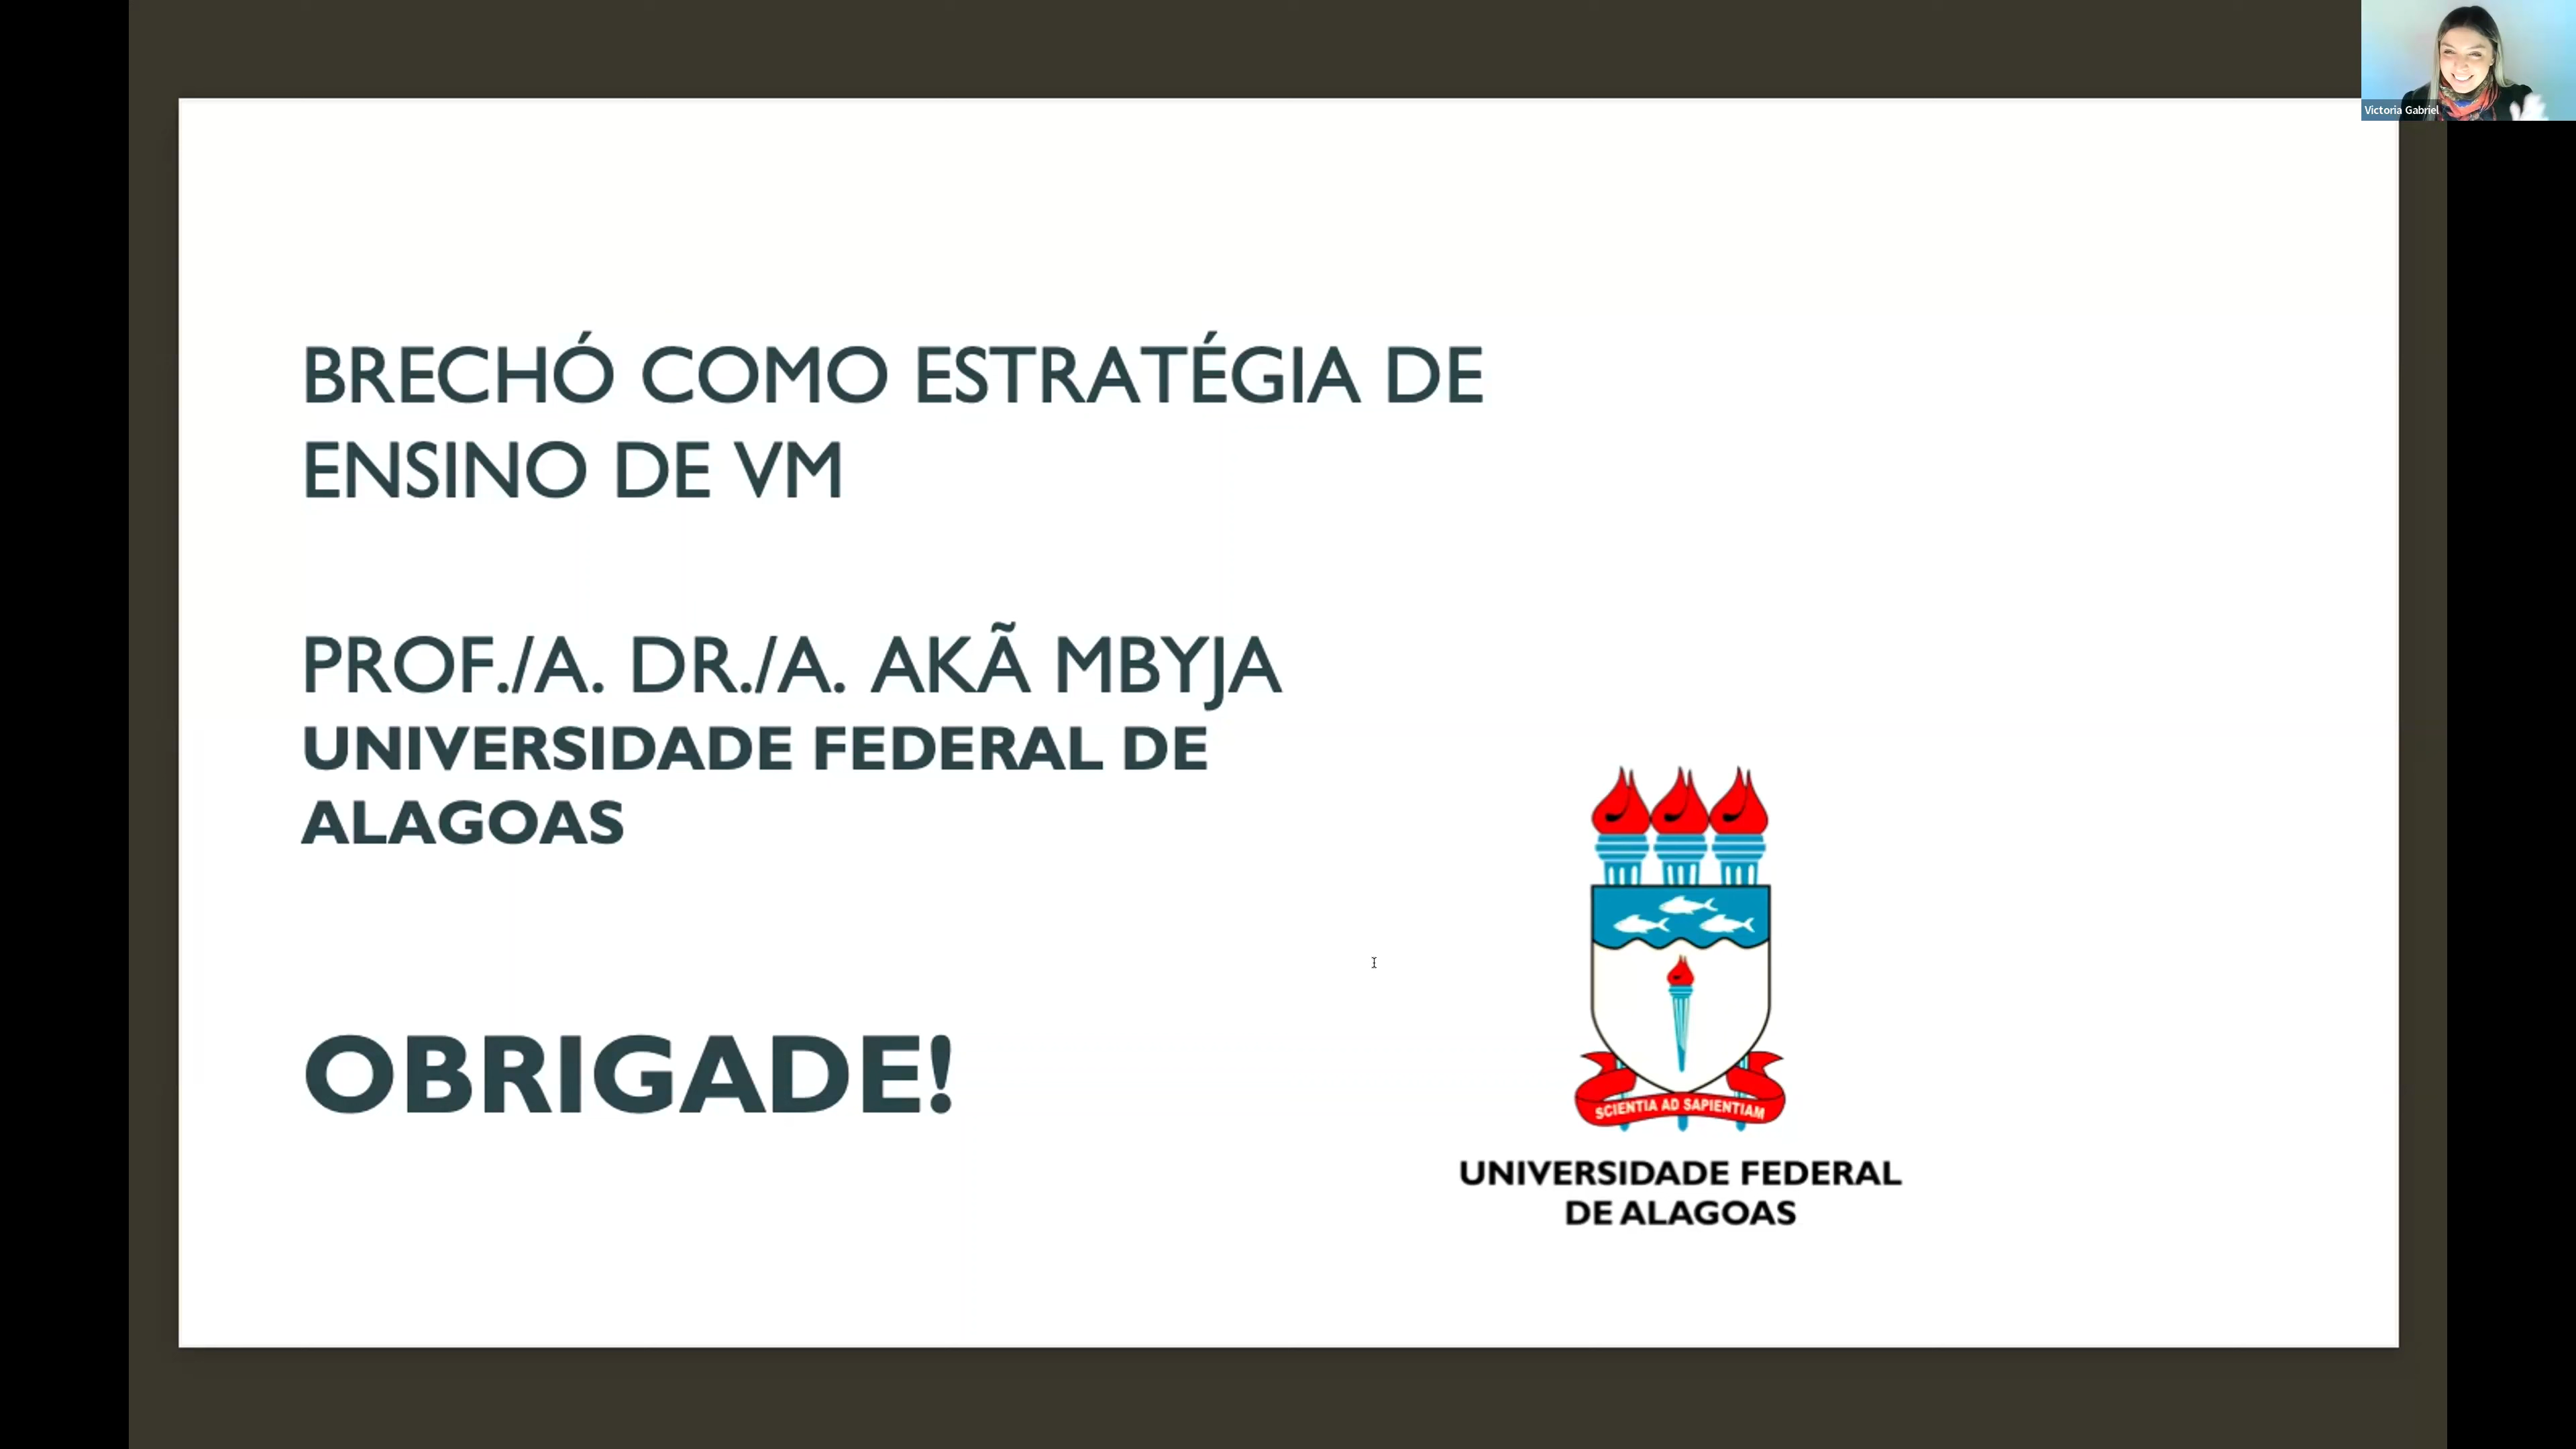 Victoria Gabriel
BRECHÓ COMO ESTRATÉGIA DE
ENSINO DE VM
PROF./A. DR./A. AKÃ MBYJA
UNIVERSIDADE FEDERAL DE
ALAGOAS
OBRIGADE!
SCIENTIA AD SAPIENTIAM
UNIVERSIDADE FEDERAL
DE ALAGOAS